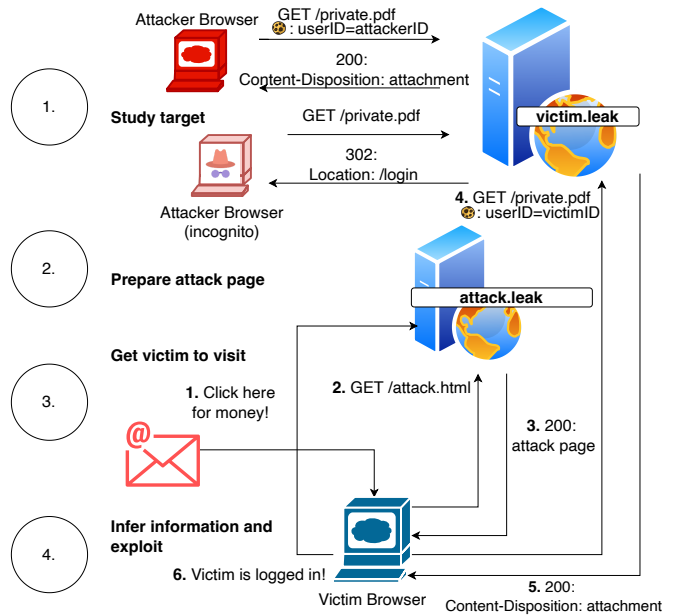 Attacker Browser
GET /private.pdf
: userID=attackerID
200:
Content-Disposition: attachment
1.
Study target
GET /private.pdf
victim.leak
302:
Location: /login
Attacker Browser
(incognito)
4. GET /private.pdf
: userID=victimID
2.
Prepare attack page
attack.leak
Get victim to visit
3.
1. Click here
for money!
2. GET /attack.html
3. 200:
attack page
@
Infer information and
exploit
4.
6. Victim is logged in!
Victim Browser
5. 200:
Content-Disposition: attachment